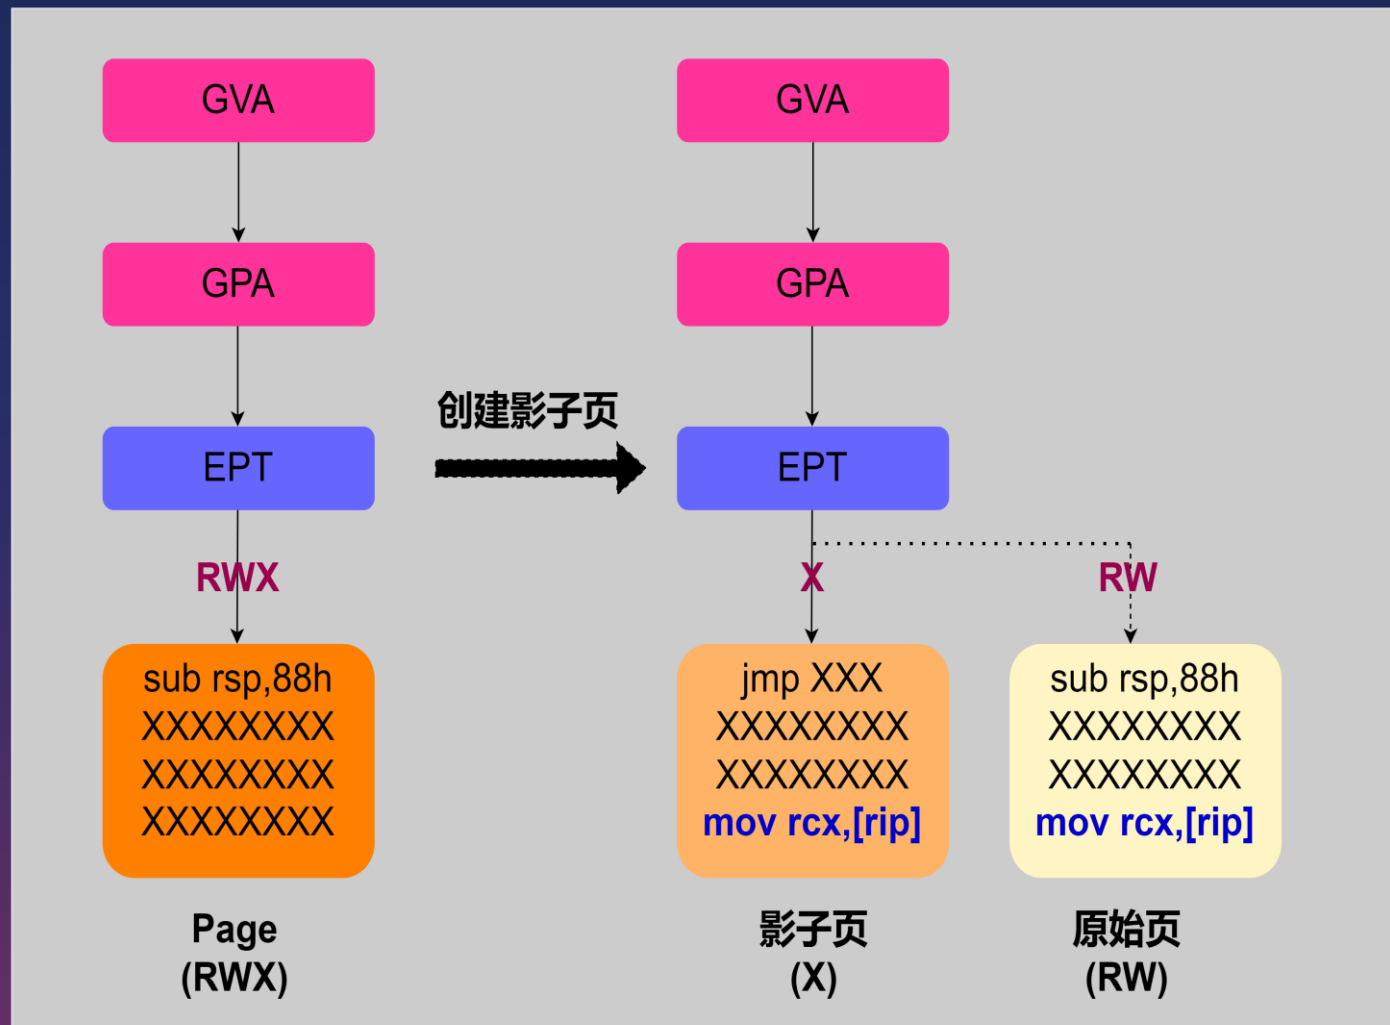 GVA
GPA
EPT
RWX
sub rsp,88h
XXXXXXXX
XXXXXXXX
XXXXXXXX
Page
(RWX)
创建影子页
GVA
GPA
EPT
X
RW
jmp XXX
XXXXXXXX
XXXXXXXX
mov rcx,[rip]
影子页
(X)
sub rsp,88h
XXXXXXXX
XXXXXXXX
mov rcx,[rip]
原始页
(RW)